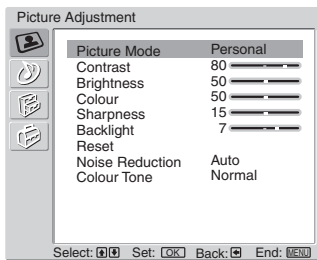 Picture Adjustment
Picture Mode Personal
Contrast 80
Brightness 50
Colour 50
Sharpness 15
Backlight 7
Reset
Noise Reduction Auto
Colour Tone Normal
Select: Set: OK Back: End: MENU